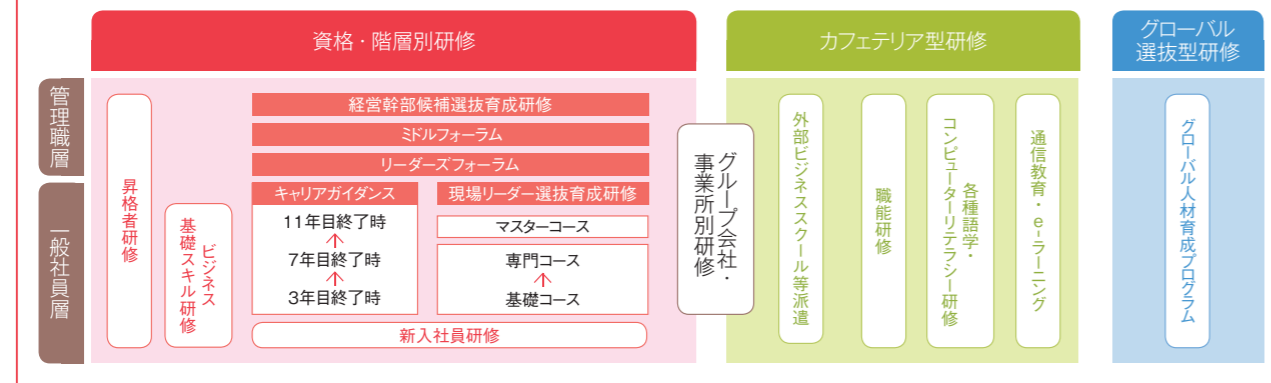 資格・階層別研修
カフェテリア型研修
グローバル
選抜型研修
管理職層
一般社員層
昇格者研修
ビジネス
基礎スキル研修
経営幹部候補選抜育成研修
ミドルフォーラム
リーダーズフォーラム
キャリアガイダンス
11年目終了時
↑
7年目終了時
↑
3年目終了時
現場リーダー選抜育成研修
マスターコース
専門コース
↑
基礎コース
新入社員研修
グループ会社・
事業所別研修
外部ビジネススクール等派遣
職能研修
各種語学・
コンピューターリテラシー研修
通信教育・e-ラーニング
グローバル人材育成プログラム